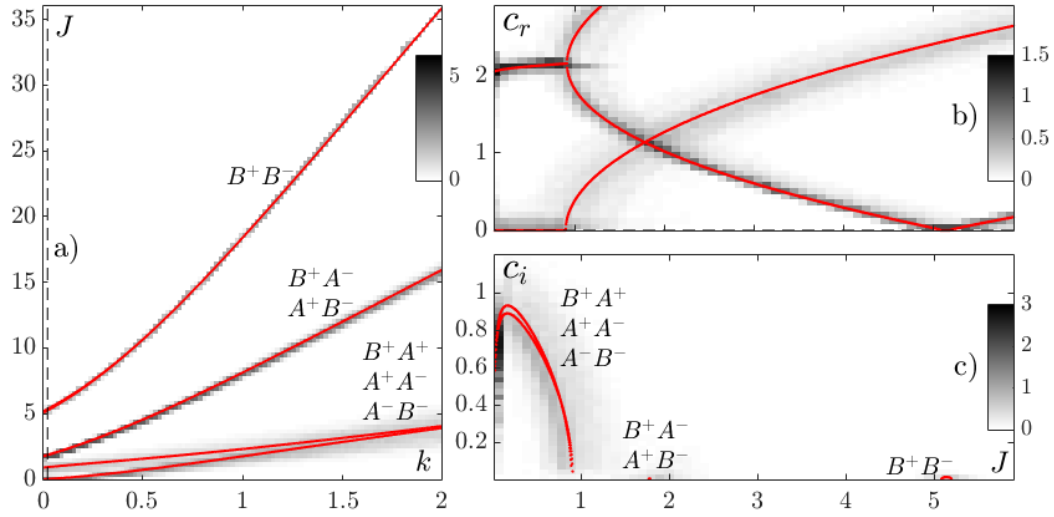 35
J
30
25
20
15
10
5
0
5
0
a)
B⁺B⁻
B⁺A⁻
A⁺B⁻
B⁺A⁺
A⁺A⁻
A⁻B⁻
k
0 0.5 1 1.5 2
c_r
2
1
0
1.5
1
0.5
0
b)
c_i
1
0.8
0.6
0.4
0.2
B⁺A⁺
A⁺A⁻
A⁻B⁻
B⁺A⁻
A⁺B⁻
B⁺B⁻
3
2
1
0
c)
J
1 2 3 4 5